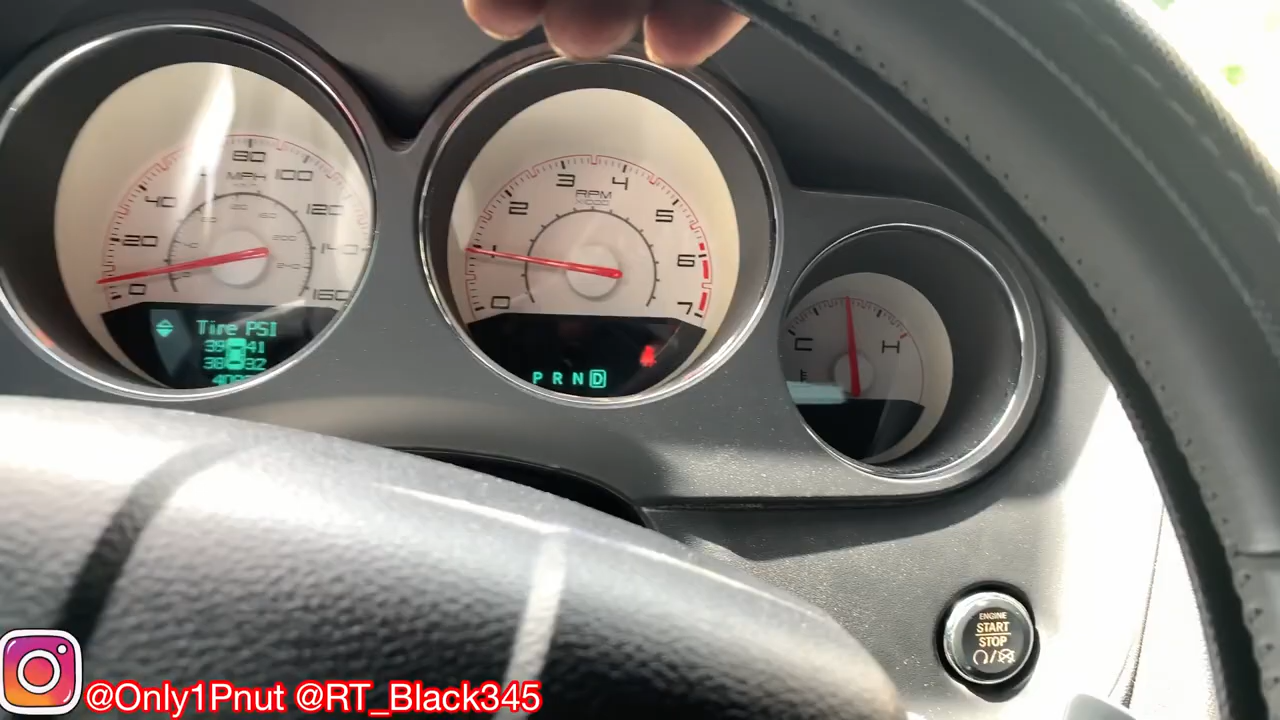 80
MPH
100
40
120
20
140
0
160
Tire PSI
39 41
38 32
3
4
RPM
X1000
2
5
1
6
0
7
P R N D
C
H
E
ENGINE
START
STOP
@Only1Pnut @RT_Black345